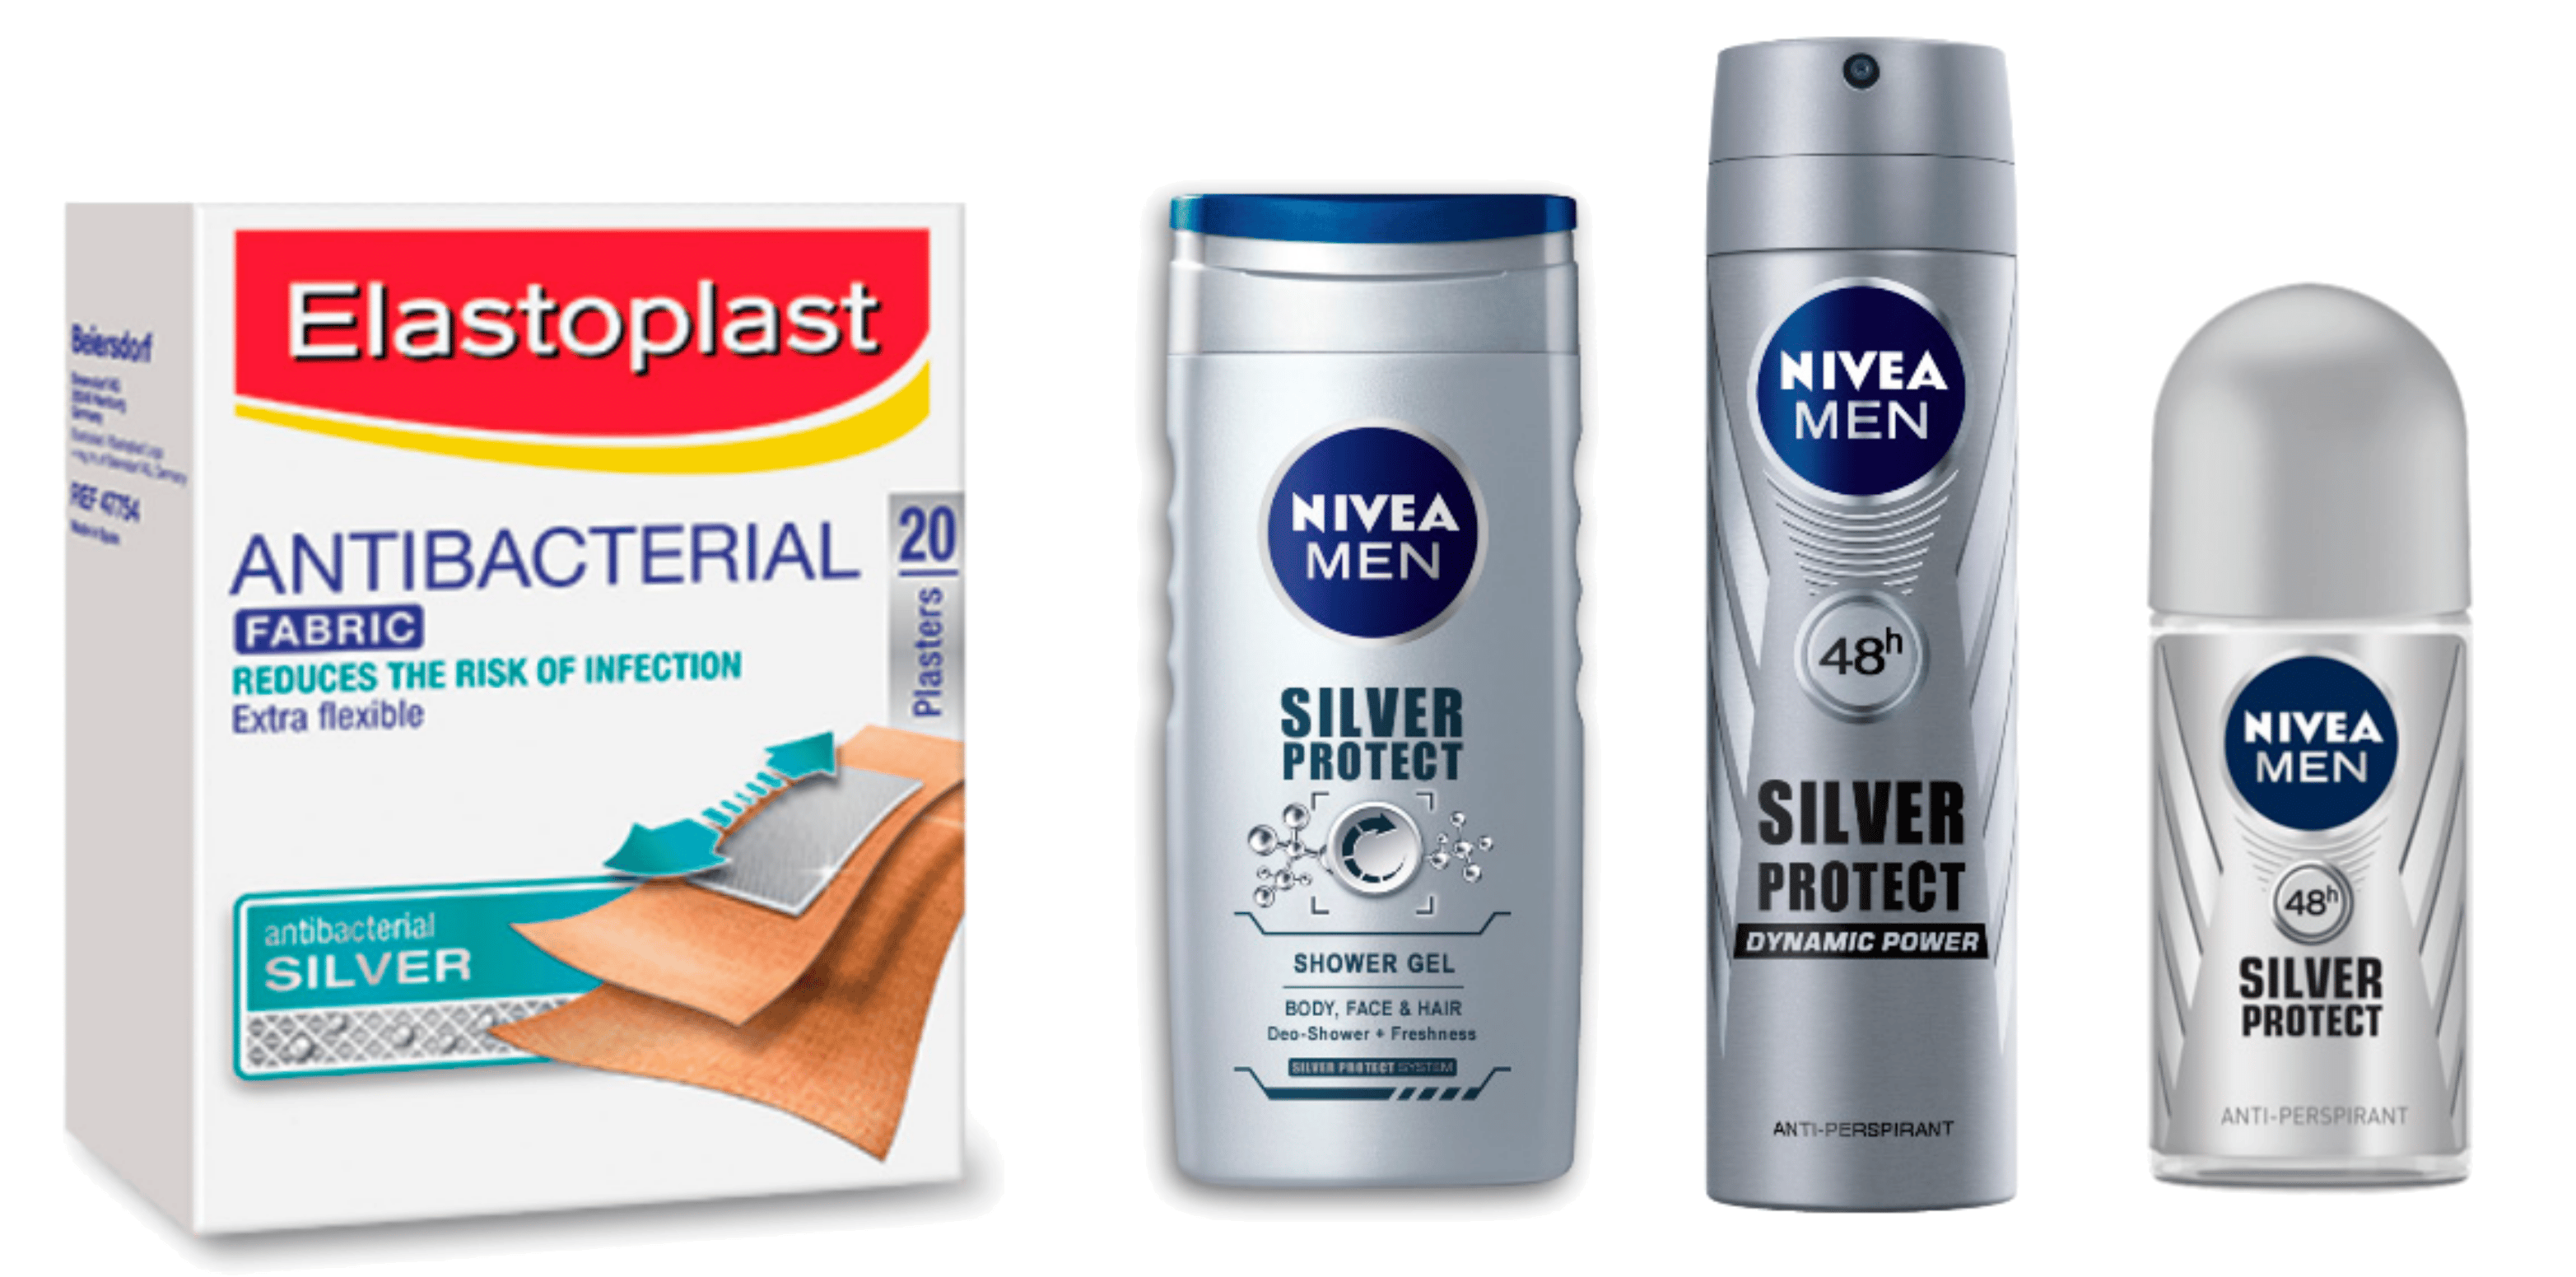 Beiersdorf
REF 47754
Elastoplast
ANTIBACTERIAL
FABRIC
REDUCES THE RISK OF INFECTION
Extra flexible
20
Plasters
antibacterial
SILVER
NIVEA
MEN
SILVER
PROTECT
SHOWER GEL
BODY, FACE & HAIR
Deo-Shower + Freshness
SILVER PROTECT SYSTEM
NIVEA
MEN
48h
SILVER
PROTECT
DYNAMIC POWER
ANTI-PERSPIRANT
NIVEA
MEN
48h
SILVER
PROTECT
ANTI-PERSPIRANT